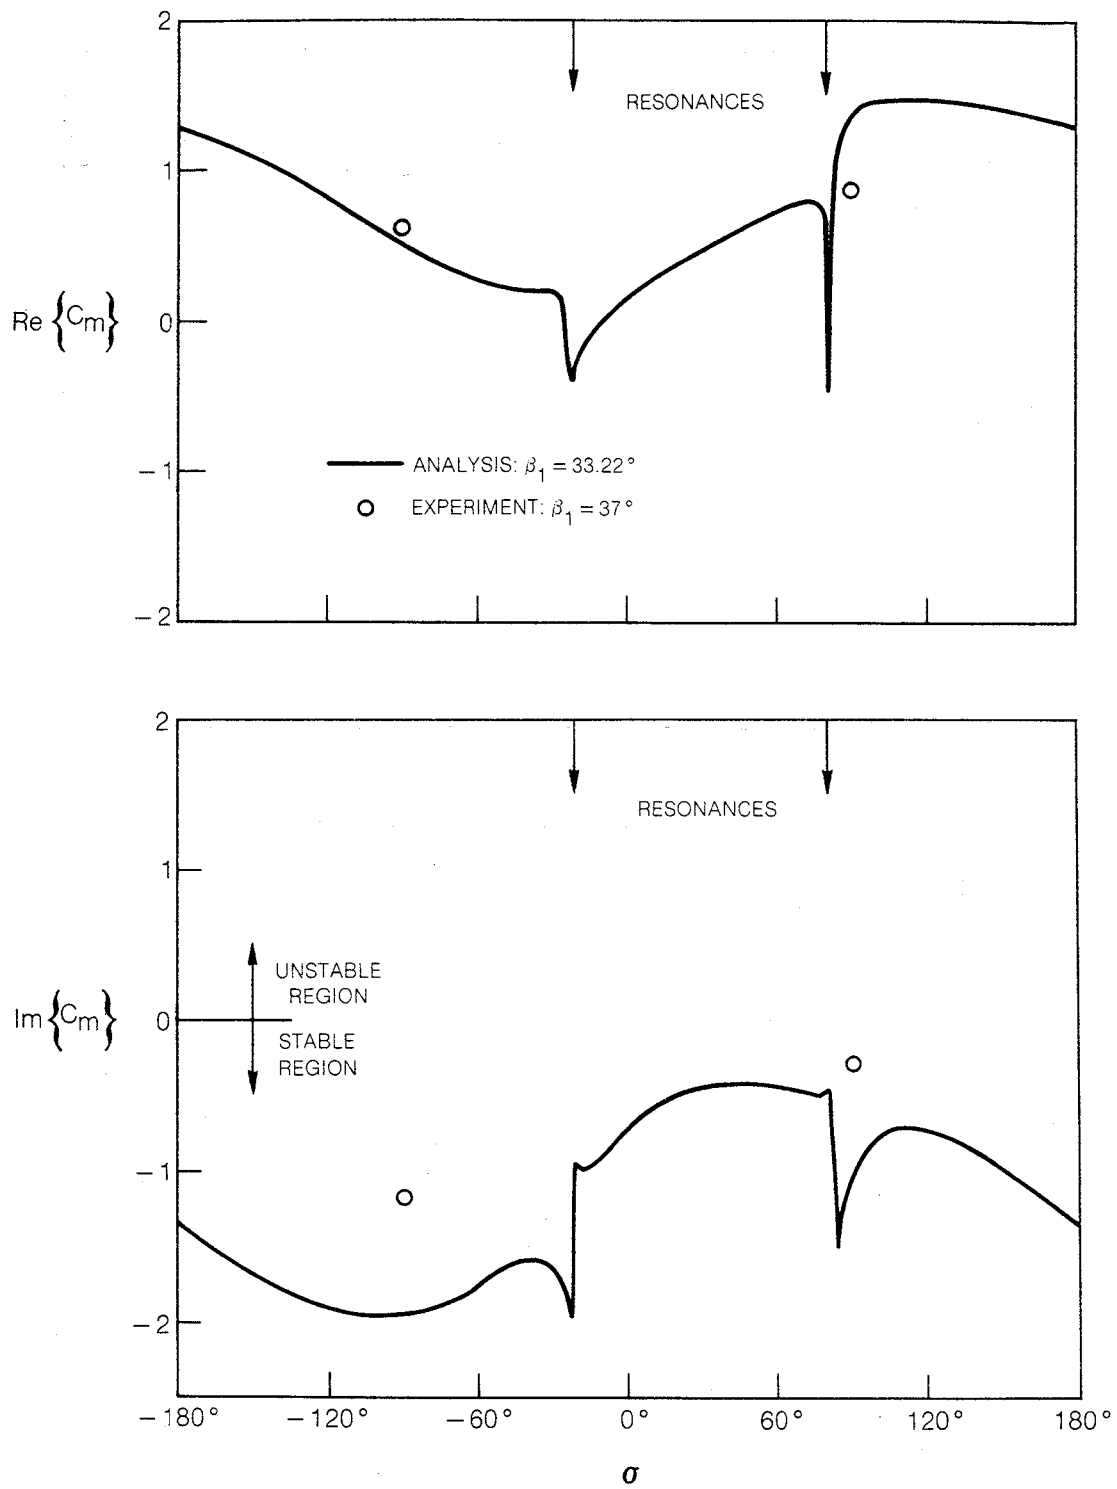 2
RESONANCES
1
Re {Cm}
0
ANALYSIS: β1 = 33.22°
−1
EXPERIMENT: β1 = 37°
−2
2
RESONANCES
1
UNSTABLE
REGION
Im {Cm}
0
STABLE
REGION
−1
−2
−180° −120° −60° 0° 60° 120° 180°
σ